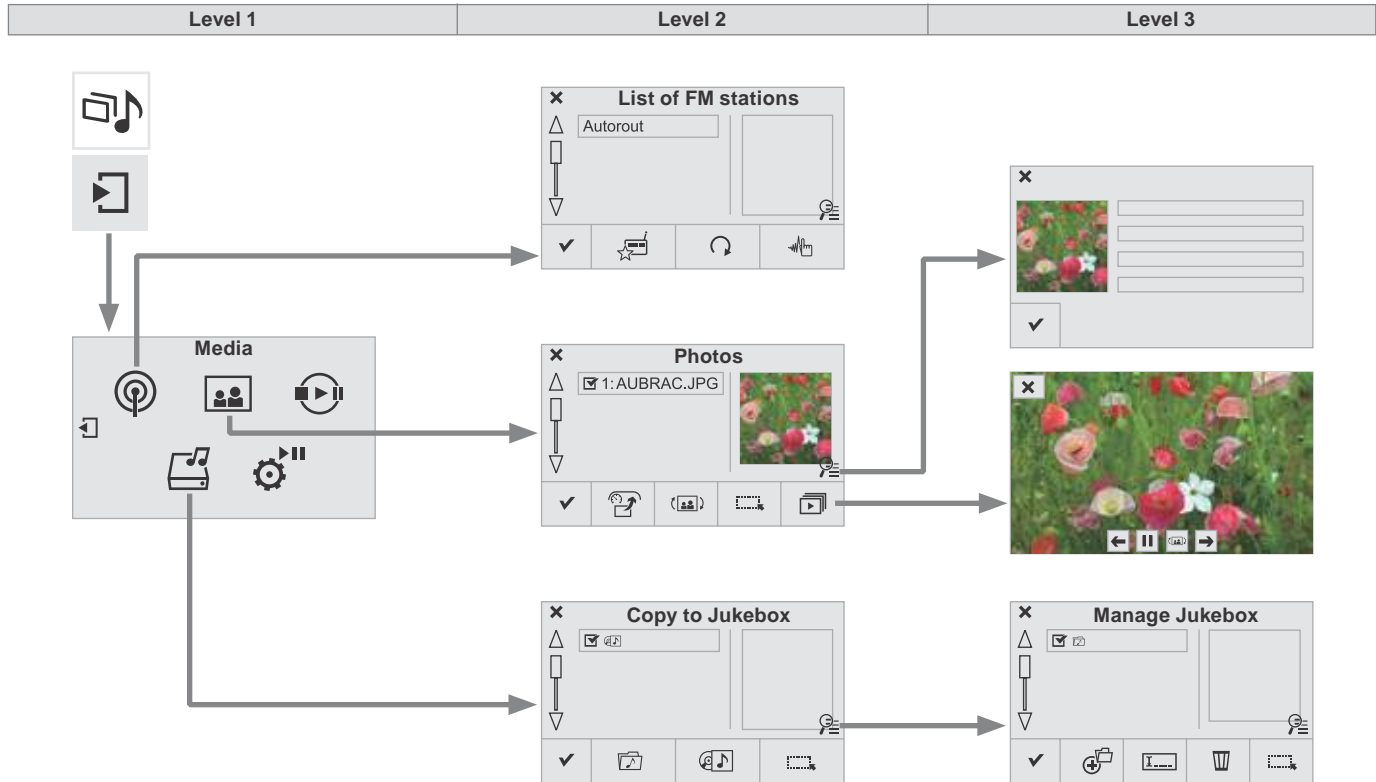 Level 1
Level 2
Level 3
List of FM stations
Autorout
Media
Photos
1: AUBRAC.JPG
Copy to Jukebox
Manage Jukebox